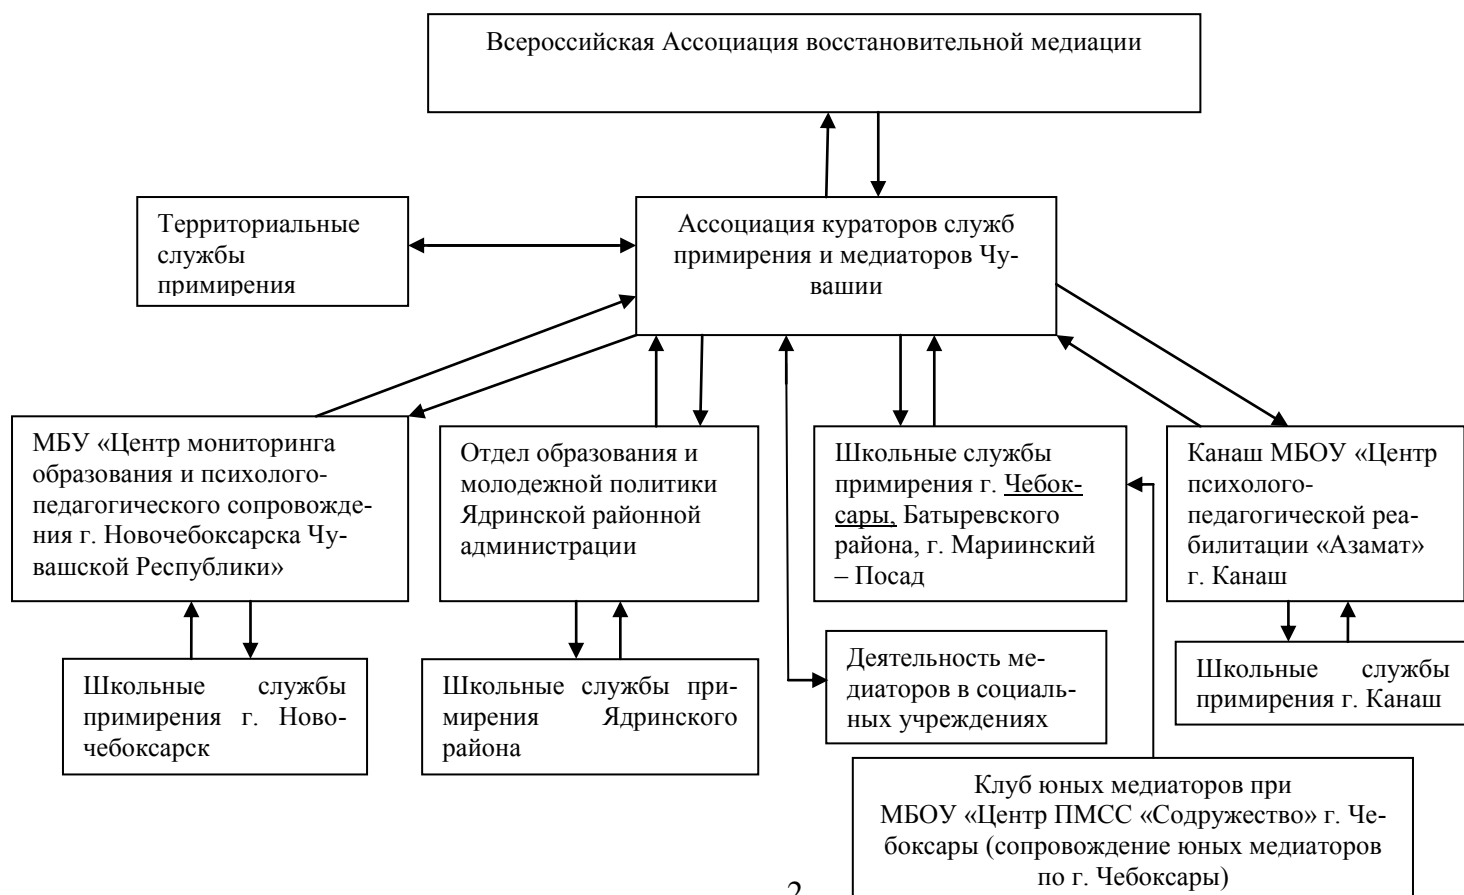 Всероссийская Ассоциация восстановительной медиации
Территориальные
службы
примирения
Ассоциация кураторов служб
примирения и медиаторов Чу-
вашии
МБУ «Центр мониторинга
образования и психолого-
педагогического сопровожде-
ния г. Новочебоксарска Чу-
вашской Республики»
Отдел образования и
молодежной политики
Ядринской районной
администрации
Школьные службы
примирения г. Чебок-
сары, Батыревского
района, г. Мариинский
– Посад
Канаш МБОУ «Центр
психолого-
педагогической реа-
билитации «Азамат»
г. Канаш
Школьные службы
примирения г. Ново-
чебоксарск
Школьные службы при-
мирения Ядринского
района
Деятельность ме-
диаторов в социаль-
ных учреждениях
Школьные службы
примирения г. Канаш
Клуб юных медиаторов при
МБОУ «Центр ПМСС «Содружество» г. Че-
боксары (сопровождение юных медиаторов
по г. Чебоксары)
2